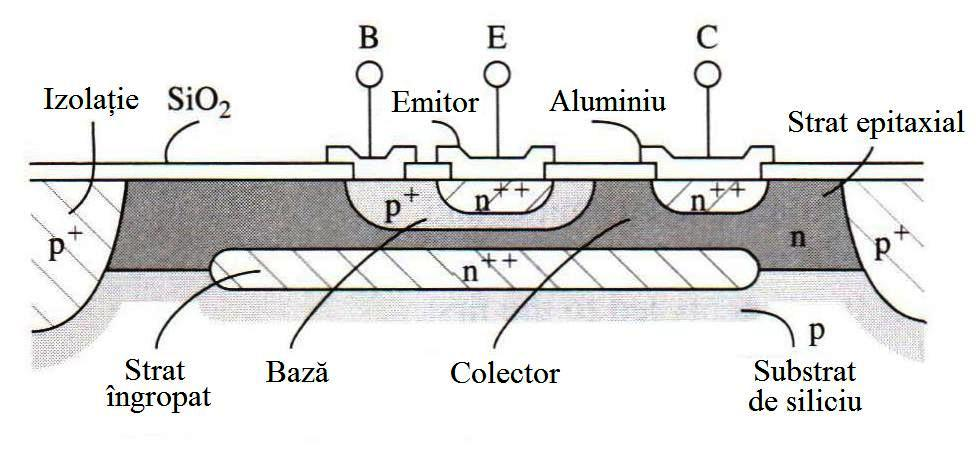 B E C
Izolație SiO₂ Emitor Aluminiu
Strat epitaxial
p⁺ n⁺⁺ n⁺⁺
p⁺ n p⁺
n⁺⁺
p
Strat Bază Colector Substrat
îngropat de siliciu